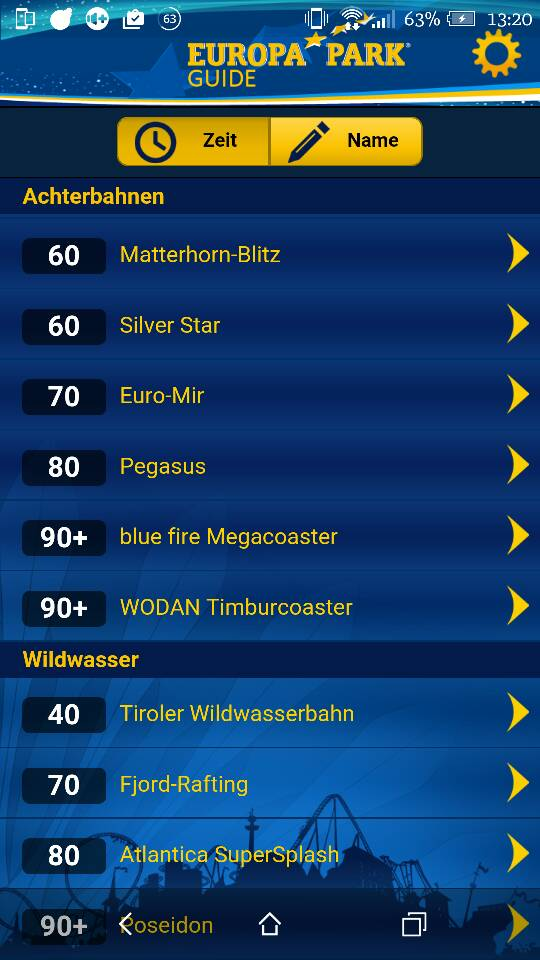 63
63%
13:20
EUROPA PARK®
GUIDE
Zeit
Name
Achterbahnen
60 Matterhorn-Blitz
60 Silver Star
70 Euro-Mir
80 Pegasus
90+ blue fire Megacoaster
90+ WODAN Timburcoaster
Wildwasser
40 Tiroler Wildwasserbahn
70 Fjord-Rafting
80 Atlantica SuperSplash
90+ Poseidon